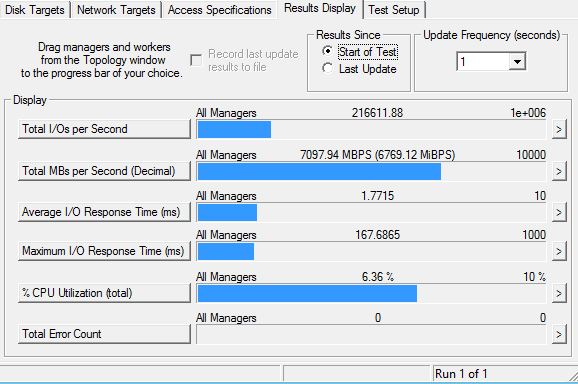 Disk Targets Network Targets Access Specifications Results Display Test Setup
Drag managers and workers
from the Topology window
to the progress bar of your choice.
Record last update
results to file
Results Since
Start of Test
Last Update
Update Frequency (seconds)
1
Display
All Managers 216611.88 1e+006
Total I/Os per Second >
All Managers 7097.94 MBPS (6769.12 MiBPS) 10000
Total MBs per Second (Decimal) >
All Managers 1.7715 10
Average I/O Response Time (ms) >
All Managers 167.6865 1000
Maximum I/O Response Time (ms) >
All Managers 6.36 % 10 %
% CPU Utilization (total) >
All Managers 0 0
Total Error Count >
Run 1 of 1